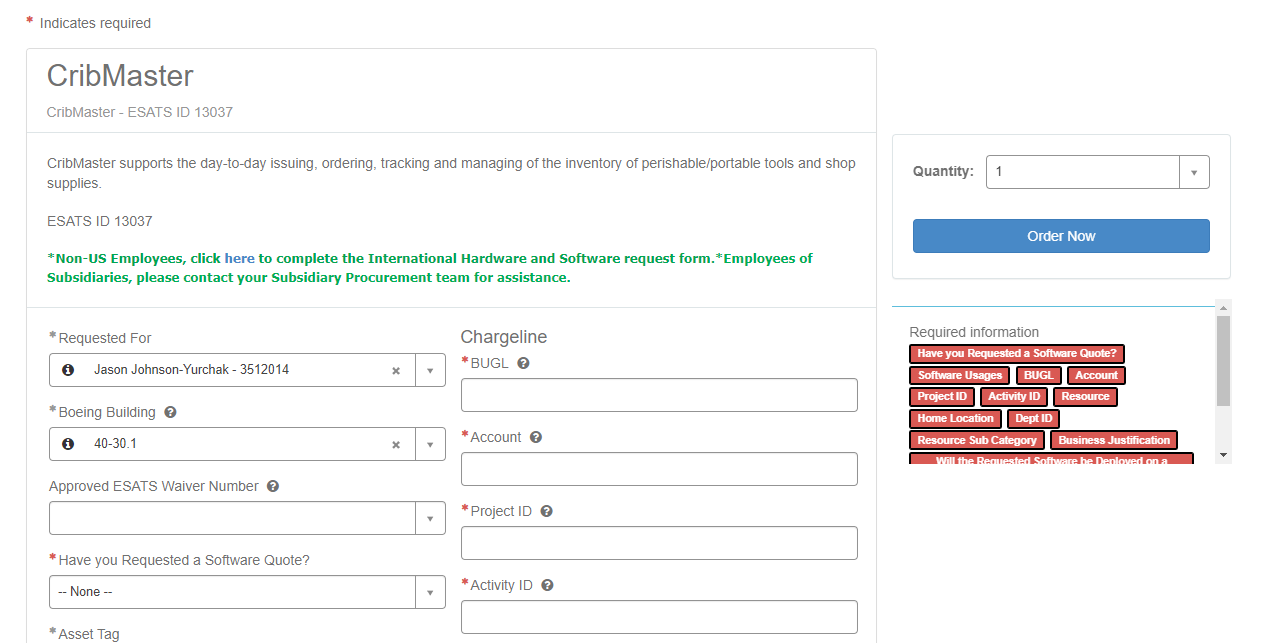 * Indicates required
CribMaster
CribMaster - ESATS ID 13037
CribMaster supports the day-to-day issuing, ordering, tracking and managing of the inventory of perishable/portable tools and shop
supplies.
ESATS ID 13037
*Non-US Employees, click here to complete the International Hardware and Software request form.*Employees of
Subsidiaries, please contact your Subsidiary Procurement team for assistance.
*Requested For
Jason Johnson-Yurchak - 3512014
*Boeing Building
40-30.1
Approved ESATS Waiver Number
*Have you Requested a Software Quote?
-- None --
*Asset Tag
Chargeline
*BUGL
*Account
*Project ID
*Activity ID
Quantity: 1
Order Now
Required information
Have you Requested a Software Quote?
Software Usages BUGL Account
Project ID Activity ID Resource
Home Location Dept ID
Resource Sub Category Business Justification
Will the Requested Software be Deployed on a